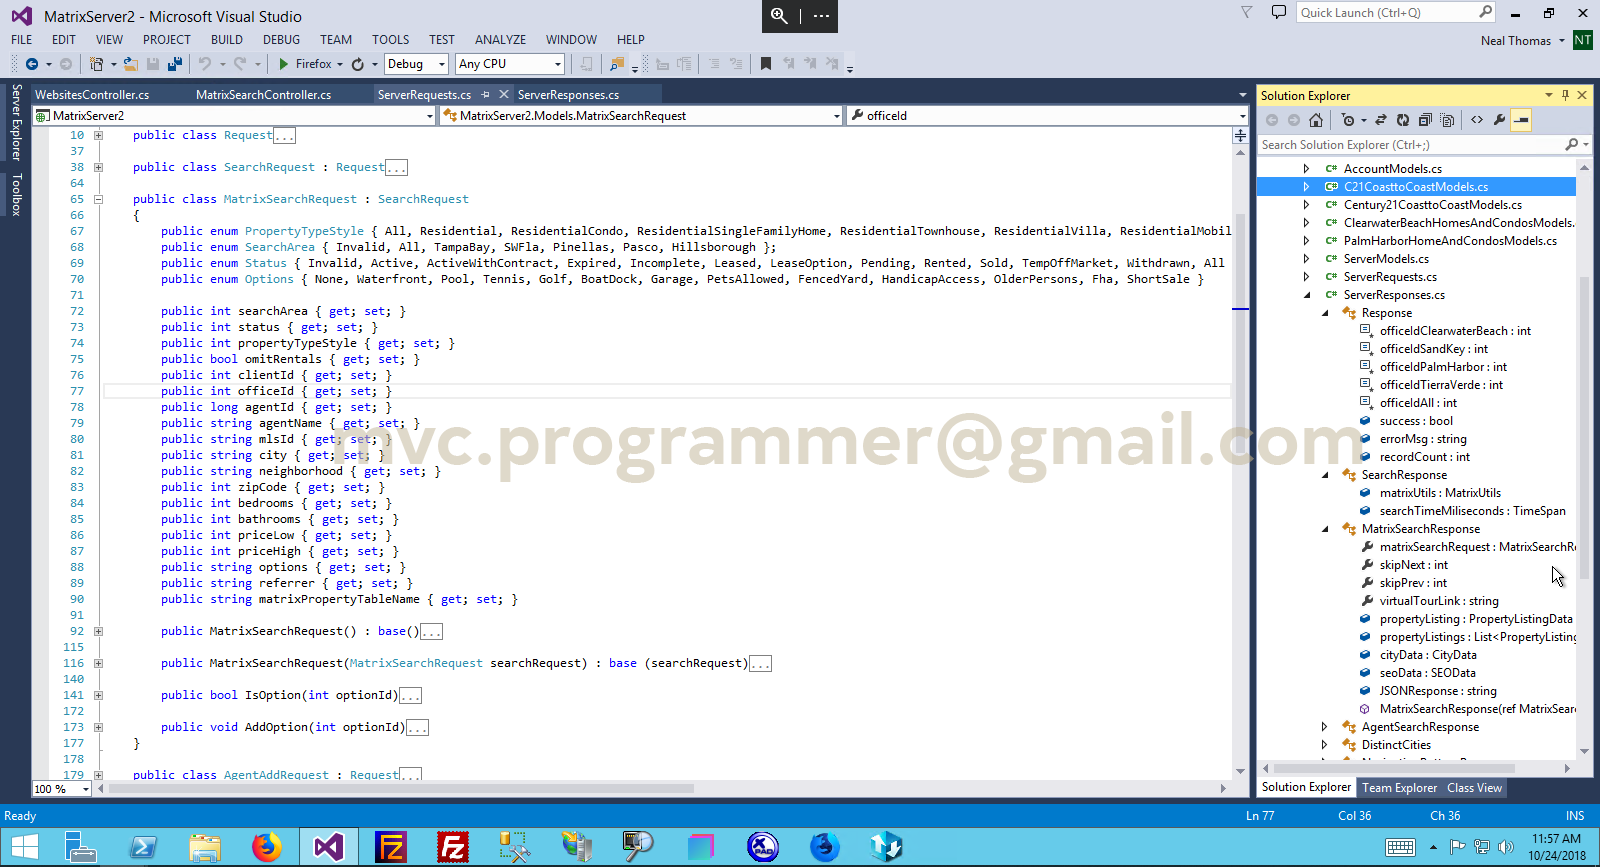 MatrixServer2 - Microsoft Visual Studio
Quick Launch (Ctrl+Q)
FILE EDIT VIEW PROJECT BUILD DEBUG TEAM TOOLS TEST ANALYZE WINDOW HELP
Neal Thomas NT
Firefox Debug Any CPU
Server Explorer
Toolbox
WebsitesController.cs MatrixSearchController.cs ServerRequests.cs ServerResponses.cs
MatrixServer2 MatrixServer2.Models.MatrixSearchRequest officeId
10 public class Request...
37
38 public class SearchRequest : Request...
64
65 public class MatrixSearchRequest : SearchRequest
66 {
67 public enum PropertyTypeStyle { All, Residential, ResidentialCondo, ResidentialSingleFamilyHome, ResidentialTownhouse, ResidentialVilla, ResidentialMobil
68 public enum SearchArea { Invalid, All, TampaBay, SWFla, Pinellas, Pasco, Hillsborough };
69 public enum Status { Invalid, Active, ActiveWithContract, Expired, Incomplete, Leased, LeaseOption, Pending, Rented, Sold, TempOffMarket, Withdrawn, All
70 public enum Options { None, Waterfront, Pool, Tennis, Golf, BoatDock, Garage, PetsAllowed, FencedYard, HandicapAccess, OlderPersons, Fha, ShortSale }
71
72 public int searchArea { get; set; }
73 public int status { get; set; }
74 public int propertyTypeStyle { get; set; }
75 public bool omitRentals { get; set; }
76 public int clientId { get; set; }
77 public int officeId { get; set; }
78 public long agentId { get; set; }
79 public string agentName { get; set; }
80 public string mlsId { get; set; }
81 public string city { get; set; }
82 public string neighborhood { get; set; }
83 public int zipCode { get; set; }
84 public int bedrooms { get; set; }
85 public int bathrooms { get; set; }
86 public int priceLow { get; set; }
87 public int priceHigh { get; set; }
88 public string options { get; set; }
89 public string referrer { get; set; }
90 public string matrixPropertyTableName { get; set; }
91
92 public MatrixSearchRequest() : base()...
115
116 public MatrixSearchRequest(MatrixSearchRequest searchRequest) : base (searchRequest)...
140
141 public bool IsOption(int optionId)...
172
173 public void AddOption(int optionId)...
177 }
178
179 public class AgentAddRequest : Request...
mvc.programmer@gmail.com
100 %
Solution Explorer
Search Solution Explorer (Ctrl+;)
C# AccountModels.cs
C# C21CoasttoCoastModels.cs
C# Century21CoasttoCoastModels.cs
C# ClearwaterBeachHomesAndCondosModels.
C# PalmHarborHomeAndCondosModels.cs
C# ServerModels.cs
C# ServerRequests.cs
C# ServerResponses.cs
Response
officeIdClearwaterBeach : int
officeIdSandKey : int
officeIdPalmHarbor : int
officeIdTierraVerde : int
officeIdAll : int
success : bool
errorMsg : string
recordCount : int
SearchResponse
matrixUtils : MatrixUtils
searchTimeMiliseconds : TimeSpan
MatrixSearchResponse
matrixSearchRequest : MatrixSearchRe
skipNext : int
skipPrev : int
virtualTourLink : string
propertyListing : PropertyListingData
propertyListings : List<PropertyListing
cityData : CityData
seoData : SEOData
JSONResponse : string
MatrixSearchResponse(ref MatrixSear
AgentSearchResponse
DistinctCities
Solution Explorer Team Explorer Class View
Ready Ln 77 Col 36 Ch 36 INS
11:57 AM
10/24/2018